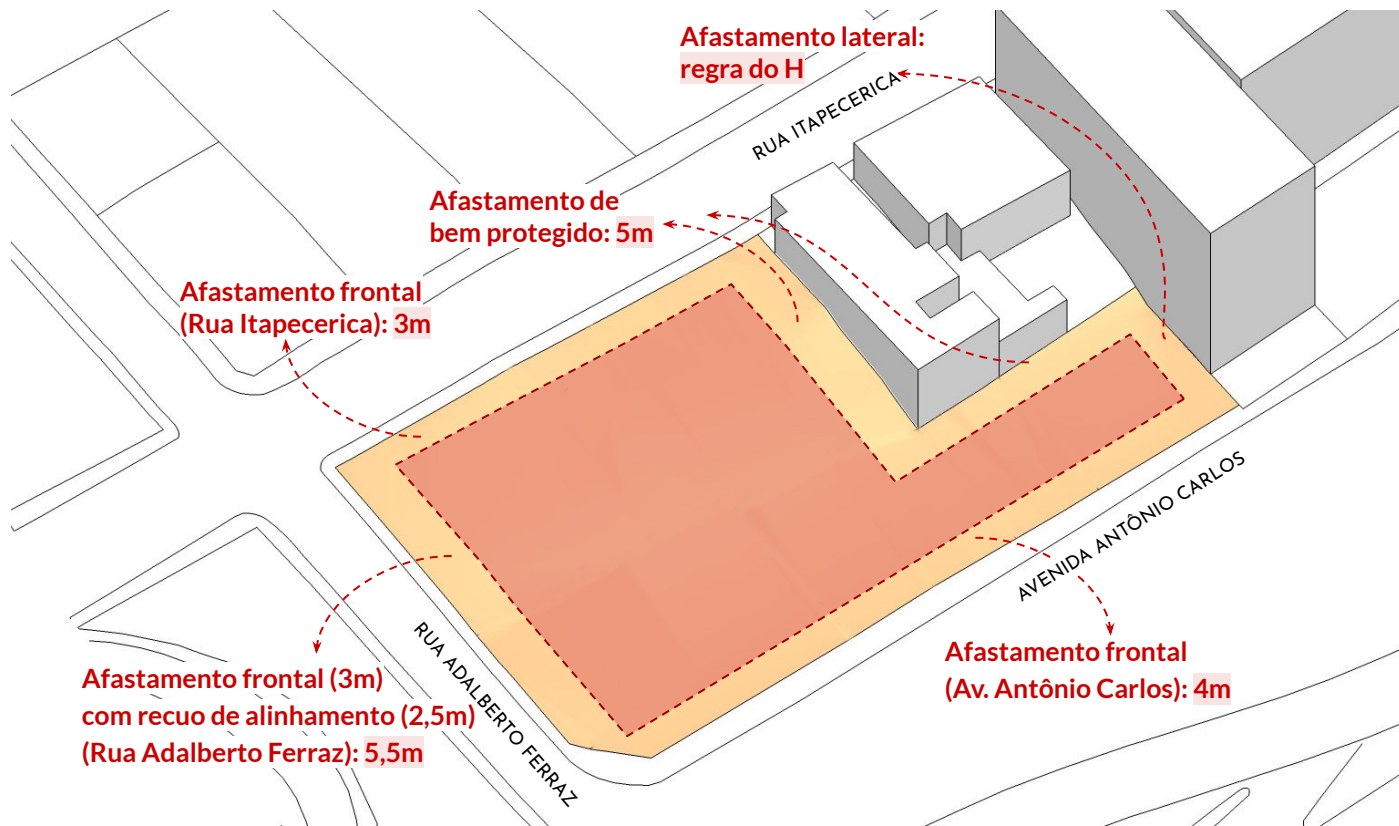 Afastamento lateral:
regra do H
RUA ITAPECERICA
Afastamento de
bem protegido: 5m
Afastamento frontal
(Rua Itapecerica): 3m
AVENIDA ANTÔNIO CARLOS
RUA ADALBERTO FERRAZ
Afastamento frontal
(Av. Antônio Carlos): 4m
Afastamento frontal (3m)
com recuo de alinhamento (2,5m)
(Rua Adalberto Ferraz): 5,5m